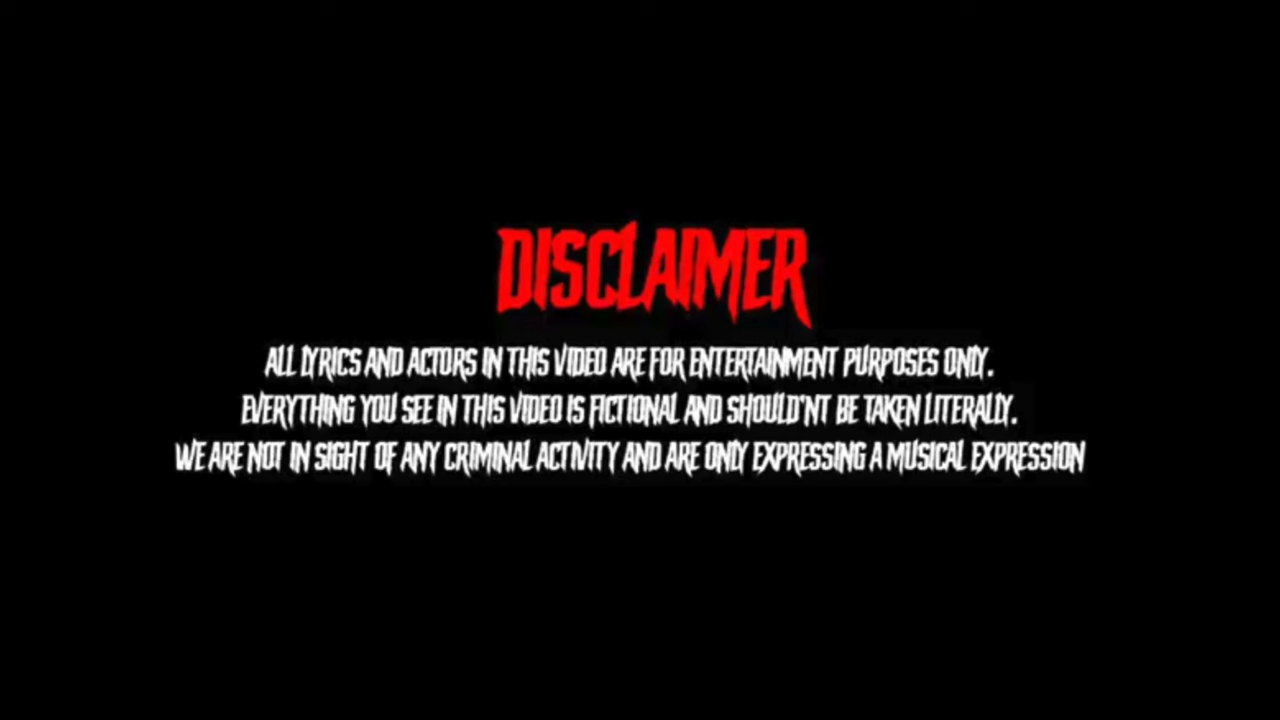 DISCLAIMER
ALL LYRICS AND ACTORS IN THIS VIDEO ARE FOR ENTERTAINMENT PURPOSES ONLY.
EVERYTHING YOU SEE IN THIS VIDEO IS FICTIONAL AND SHOULD'NT BE TAKEN LITERALLY.
WE ARE NOT IN SIGHT OF ANY CRIMINAL ACTIVITY AND ARE ONLY EXPRESSING A MUSICAL EXPRESSION